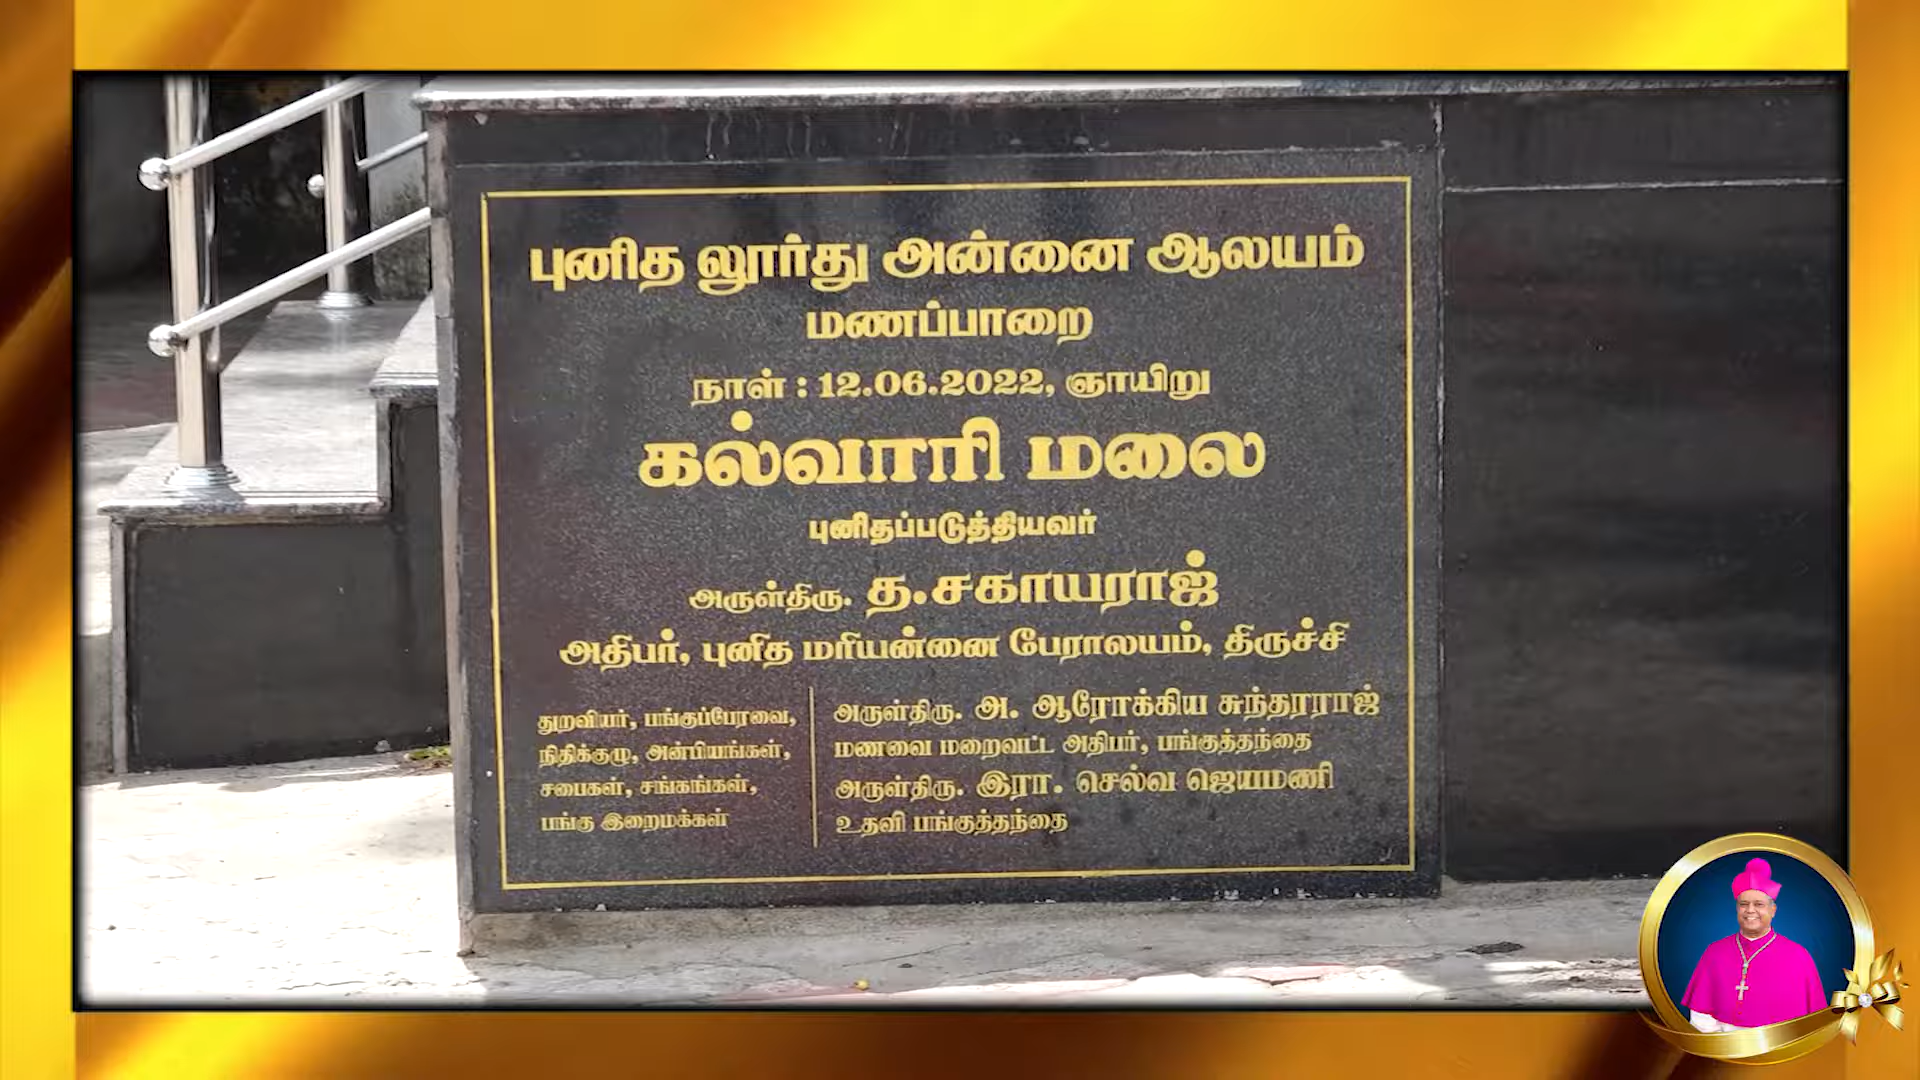 புனித லூர்து அன்னை ஆலயம்
மணப்பாறை
நாள் : 12.06.2022, ஞாயிறு
கல்வாரி மலை
புனிதப்படுத்தியவர்
அருள்திரு. த.சகாயராஜ்
அதிபர், புனித மரியன்னை பேராலயம், திருச்சி
துறவியர், பங்குப்பேரவை,
நிதிக்குழு, அன்பியங்கள்,
சபைகள், சங்கங்கள்,
பங்கு இறைமக்கள்
அருள்திரு. அ. ஆரோக்கிய சுந்தரராஜ்
மணவை மறைவட்ட அதிபர், பங்குத்தந்தை
அருள்திரு. இரா. செல்வ ஜெயமணி
உதவி பங்குத்தந்தை